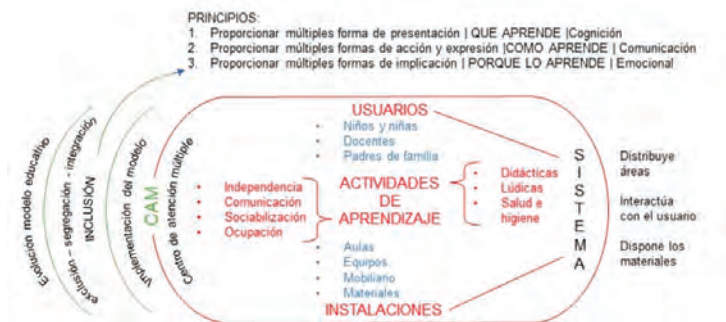 PRINCIPIOS:
1. Proporcionar múltiples forma de presentación | QUE APRENDE |Cognición
2. Proporcionar múltiples formas de acción y expresión |COMO APRENDE | Comunicación
3. Proporcionar múltiples formas de implicación | PORQUE LO APRENDE | Emocional
Evolución modelo educativo
exclusión – segregación - integración
INCLUSIÓN
Implementación del modelo
CAM
Centro de atención múltiple
USUARIOS
• Niños y niñas
• Docentes
• Padres de familia
• Independencia
• Comunicación
• Sociabilización
• Ocupación
ACTIVIDADES
DE
APRENDIZAJE
• Didácticas
• Lúdicas
• Salud e
higiene
• Aulas
• Equipos
• Mobiliario
• Materiales
INSTALACIONES
SISTEMA
Distribuye
áreas
Interactúa
con el usuario
Dispone los
materiales